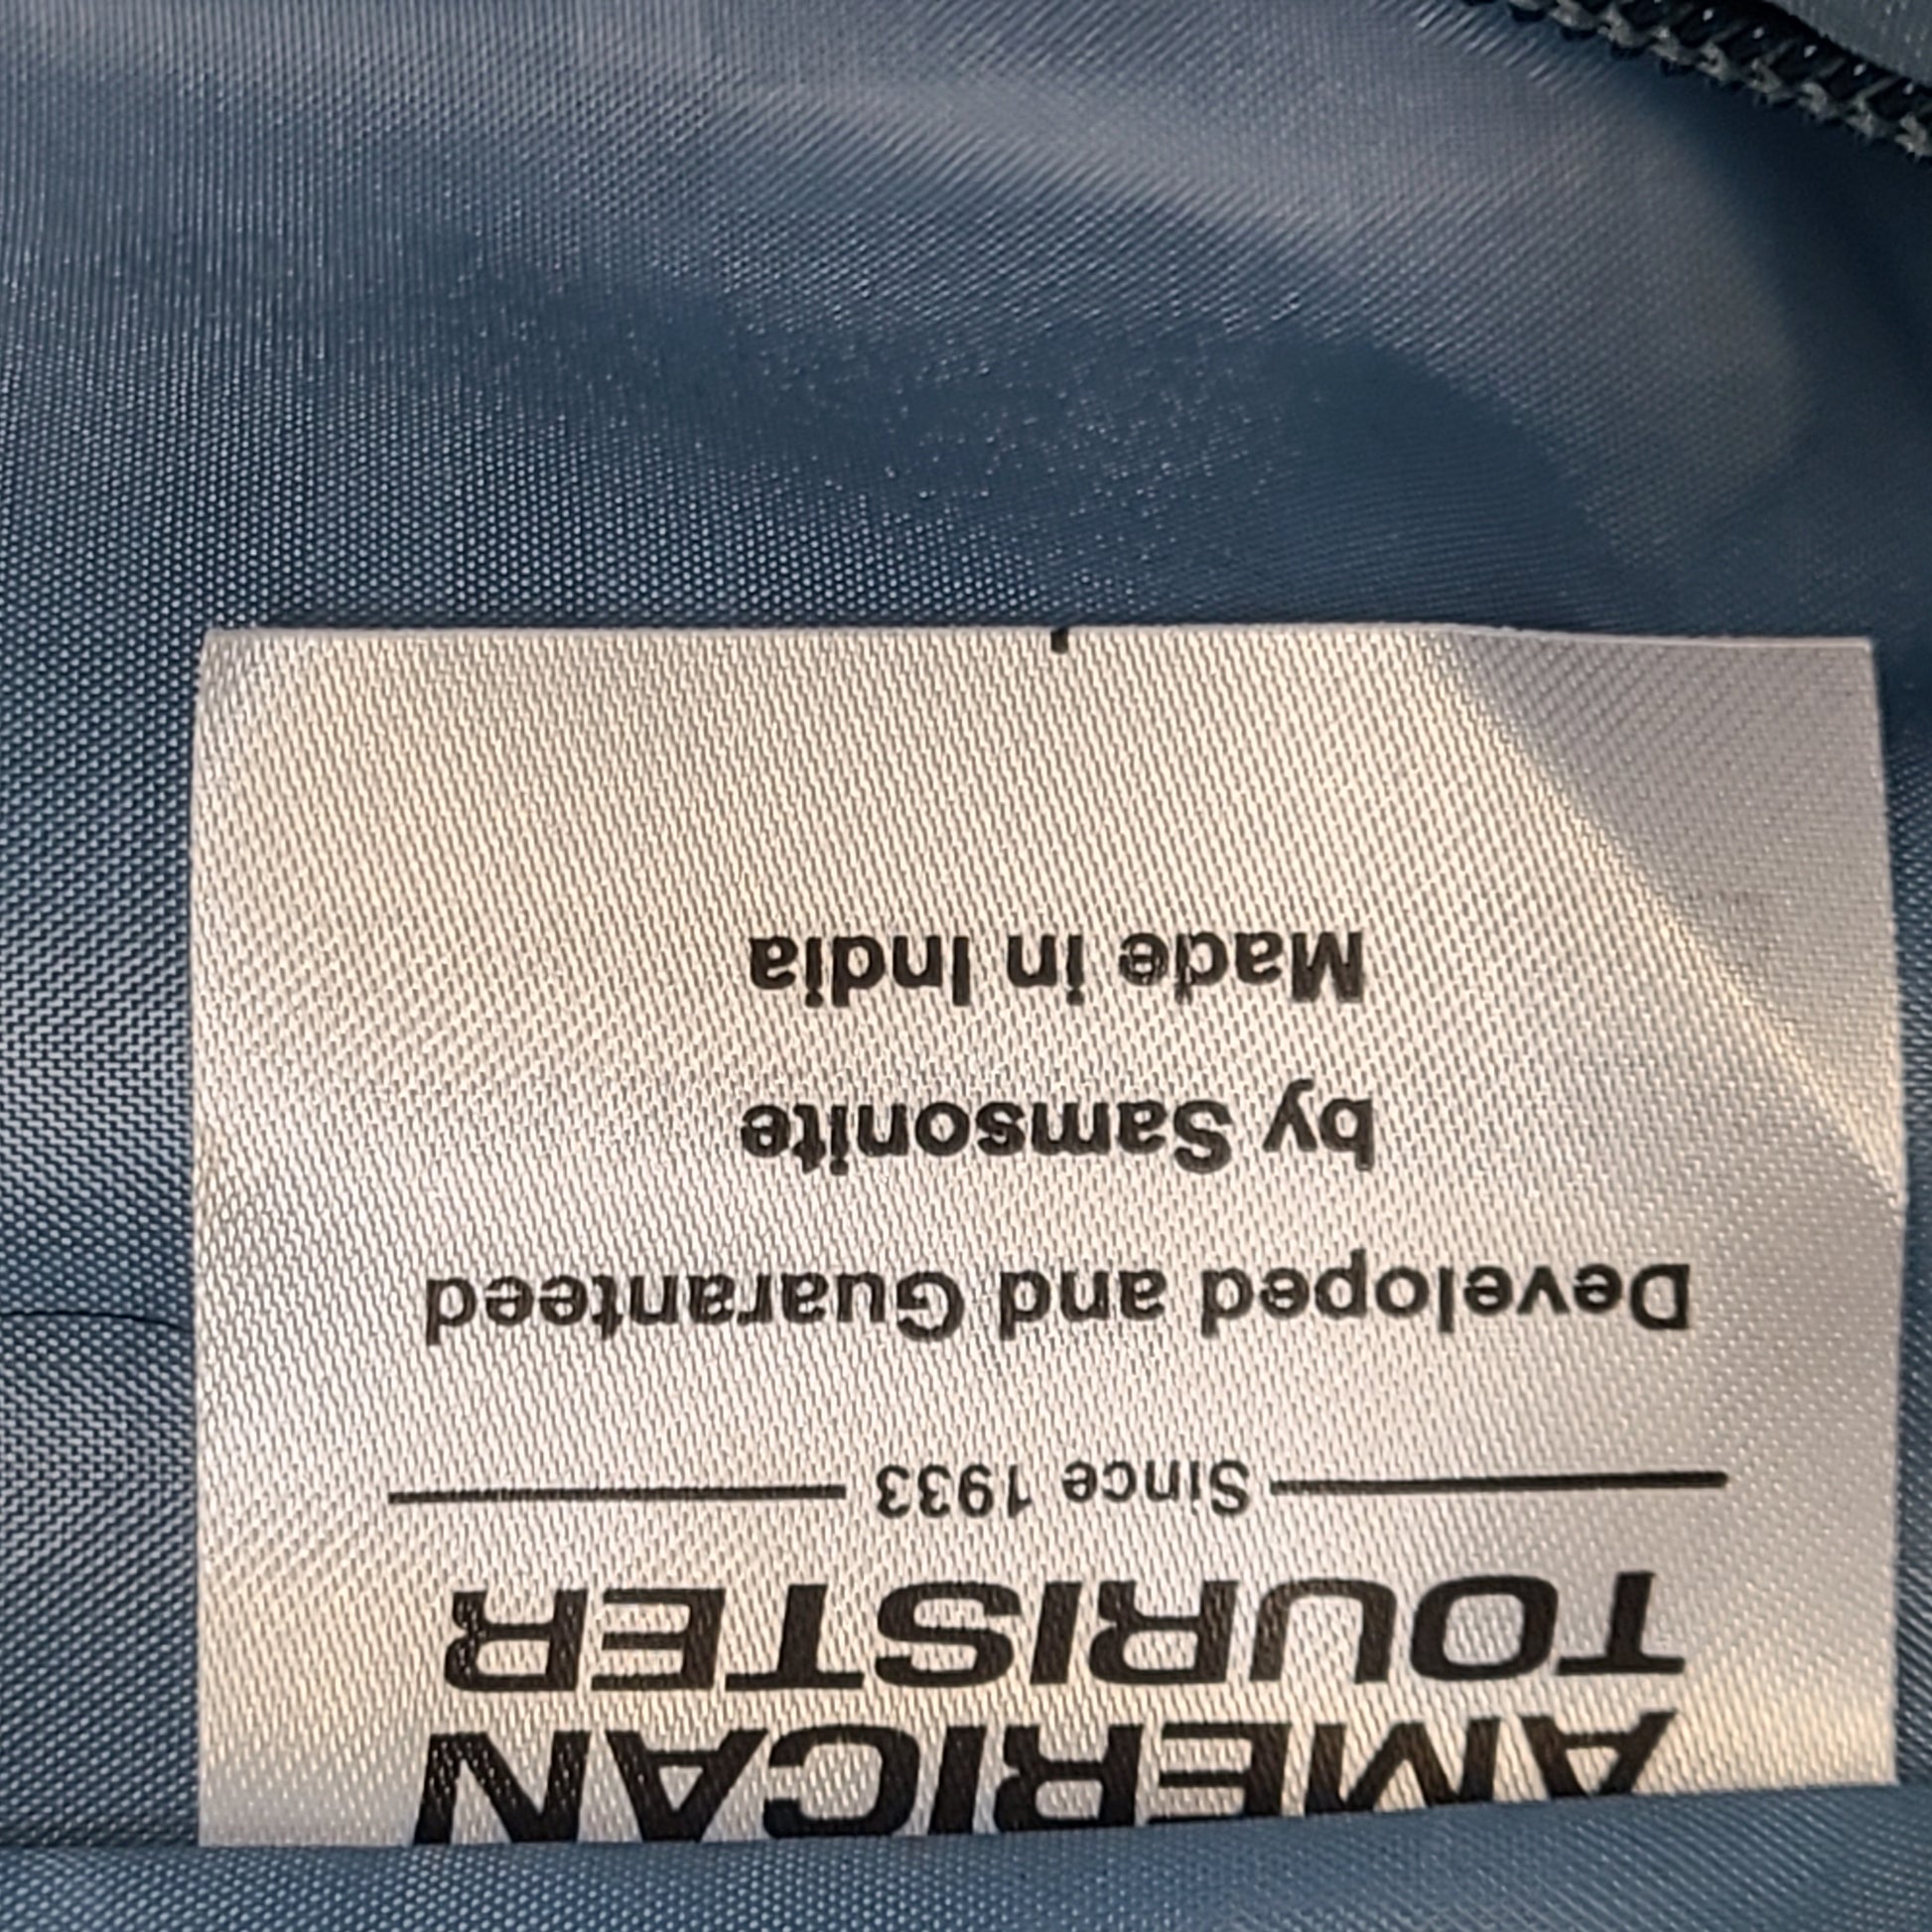 AMERICAN
TOURISTER
Since 1933
Developed and Guaranteed
by Samsonite
Made in India